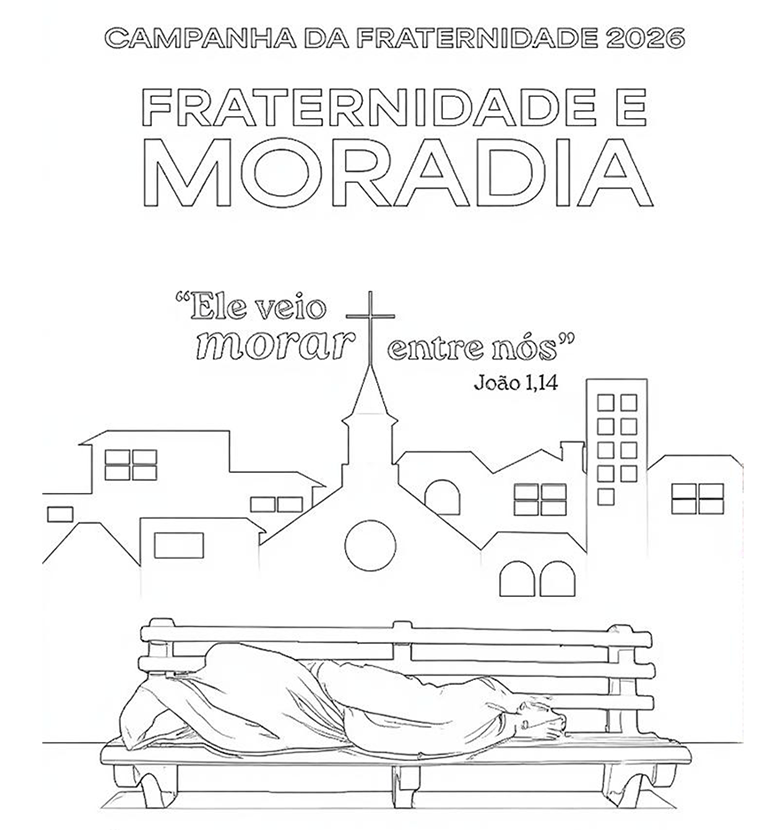 CAMPANHA DA FRATERNIDADE 2026
FRATERNIDADE E
MORADIA
“Ele veio
morar entre nós”
João 1,14